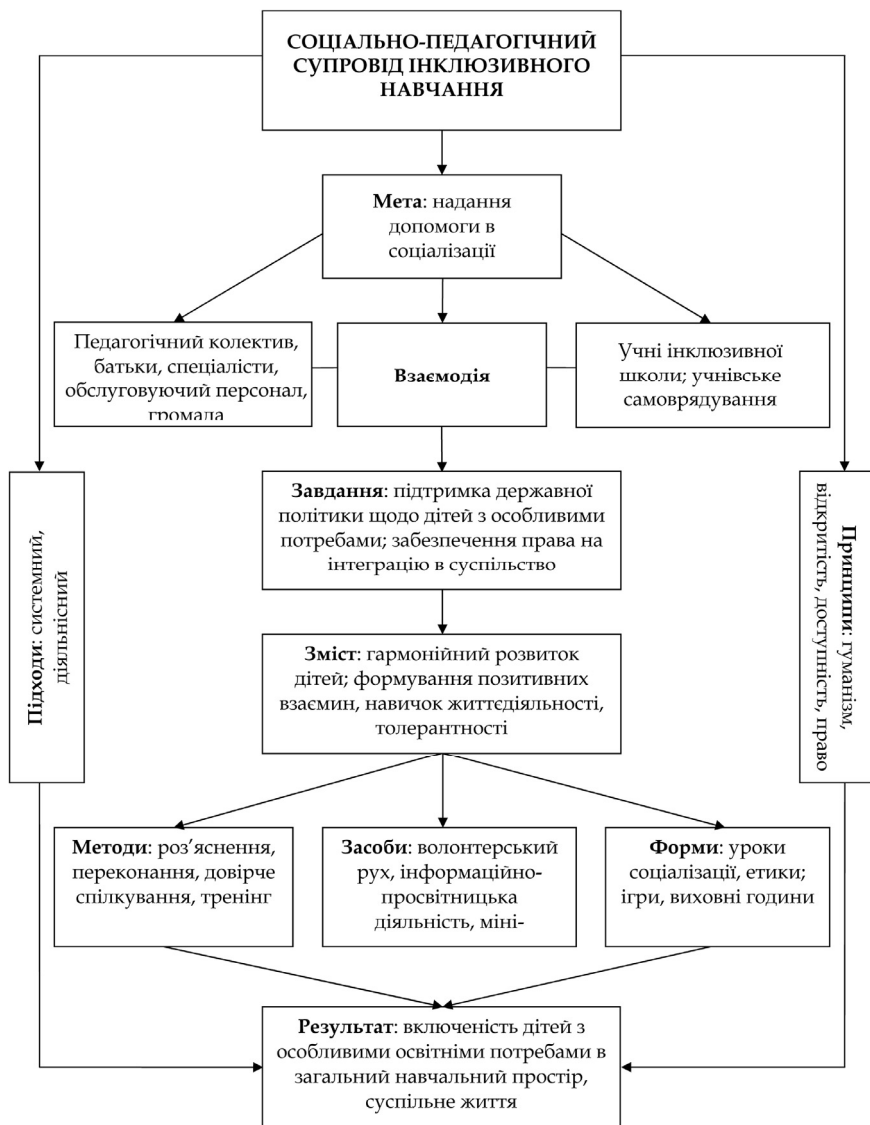 СОЦІАЛЬНО-ПЕДАГОГІЧНИЙ
СУПРОВІД ІНКЛЮЗИВНОГО
НАВЧАННЯ
Мета: надання
допомоги в
соціалізації
Педагогічний колектив,
батьки, спеціалісти,
обслуговуючий персонал,
громада
Взаємодія
Учні інклюзивної
школи; учнівське
самоврядування
Підходи: системний,
діяльнісний
Завдання: підтримка державної
політики щодо дітей з особливими
потребами; забезпечення права на
інтеграцію в суспільство
Принципи: гуманізм,
відкритість, доступність, право
Зміст: гармонійний розвиток
дітей; формування позитивних
взаємин, навичок життєдіяльності,
толерантності
Методи: роз’яснення,
переконання, довірче
спілкування, тренінг
Засоби: волонтерський
рух, інформаційно-
просвітницька
діяльність, міні-
Форми: уроки
соціалізації, етики;
ігри, виховні години
Результат: включеність дітей з
особливими освітніми потребами в
загальний навчальний простір,
суспільне життя